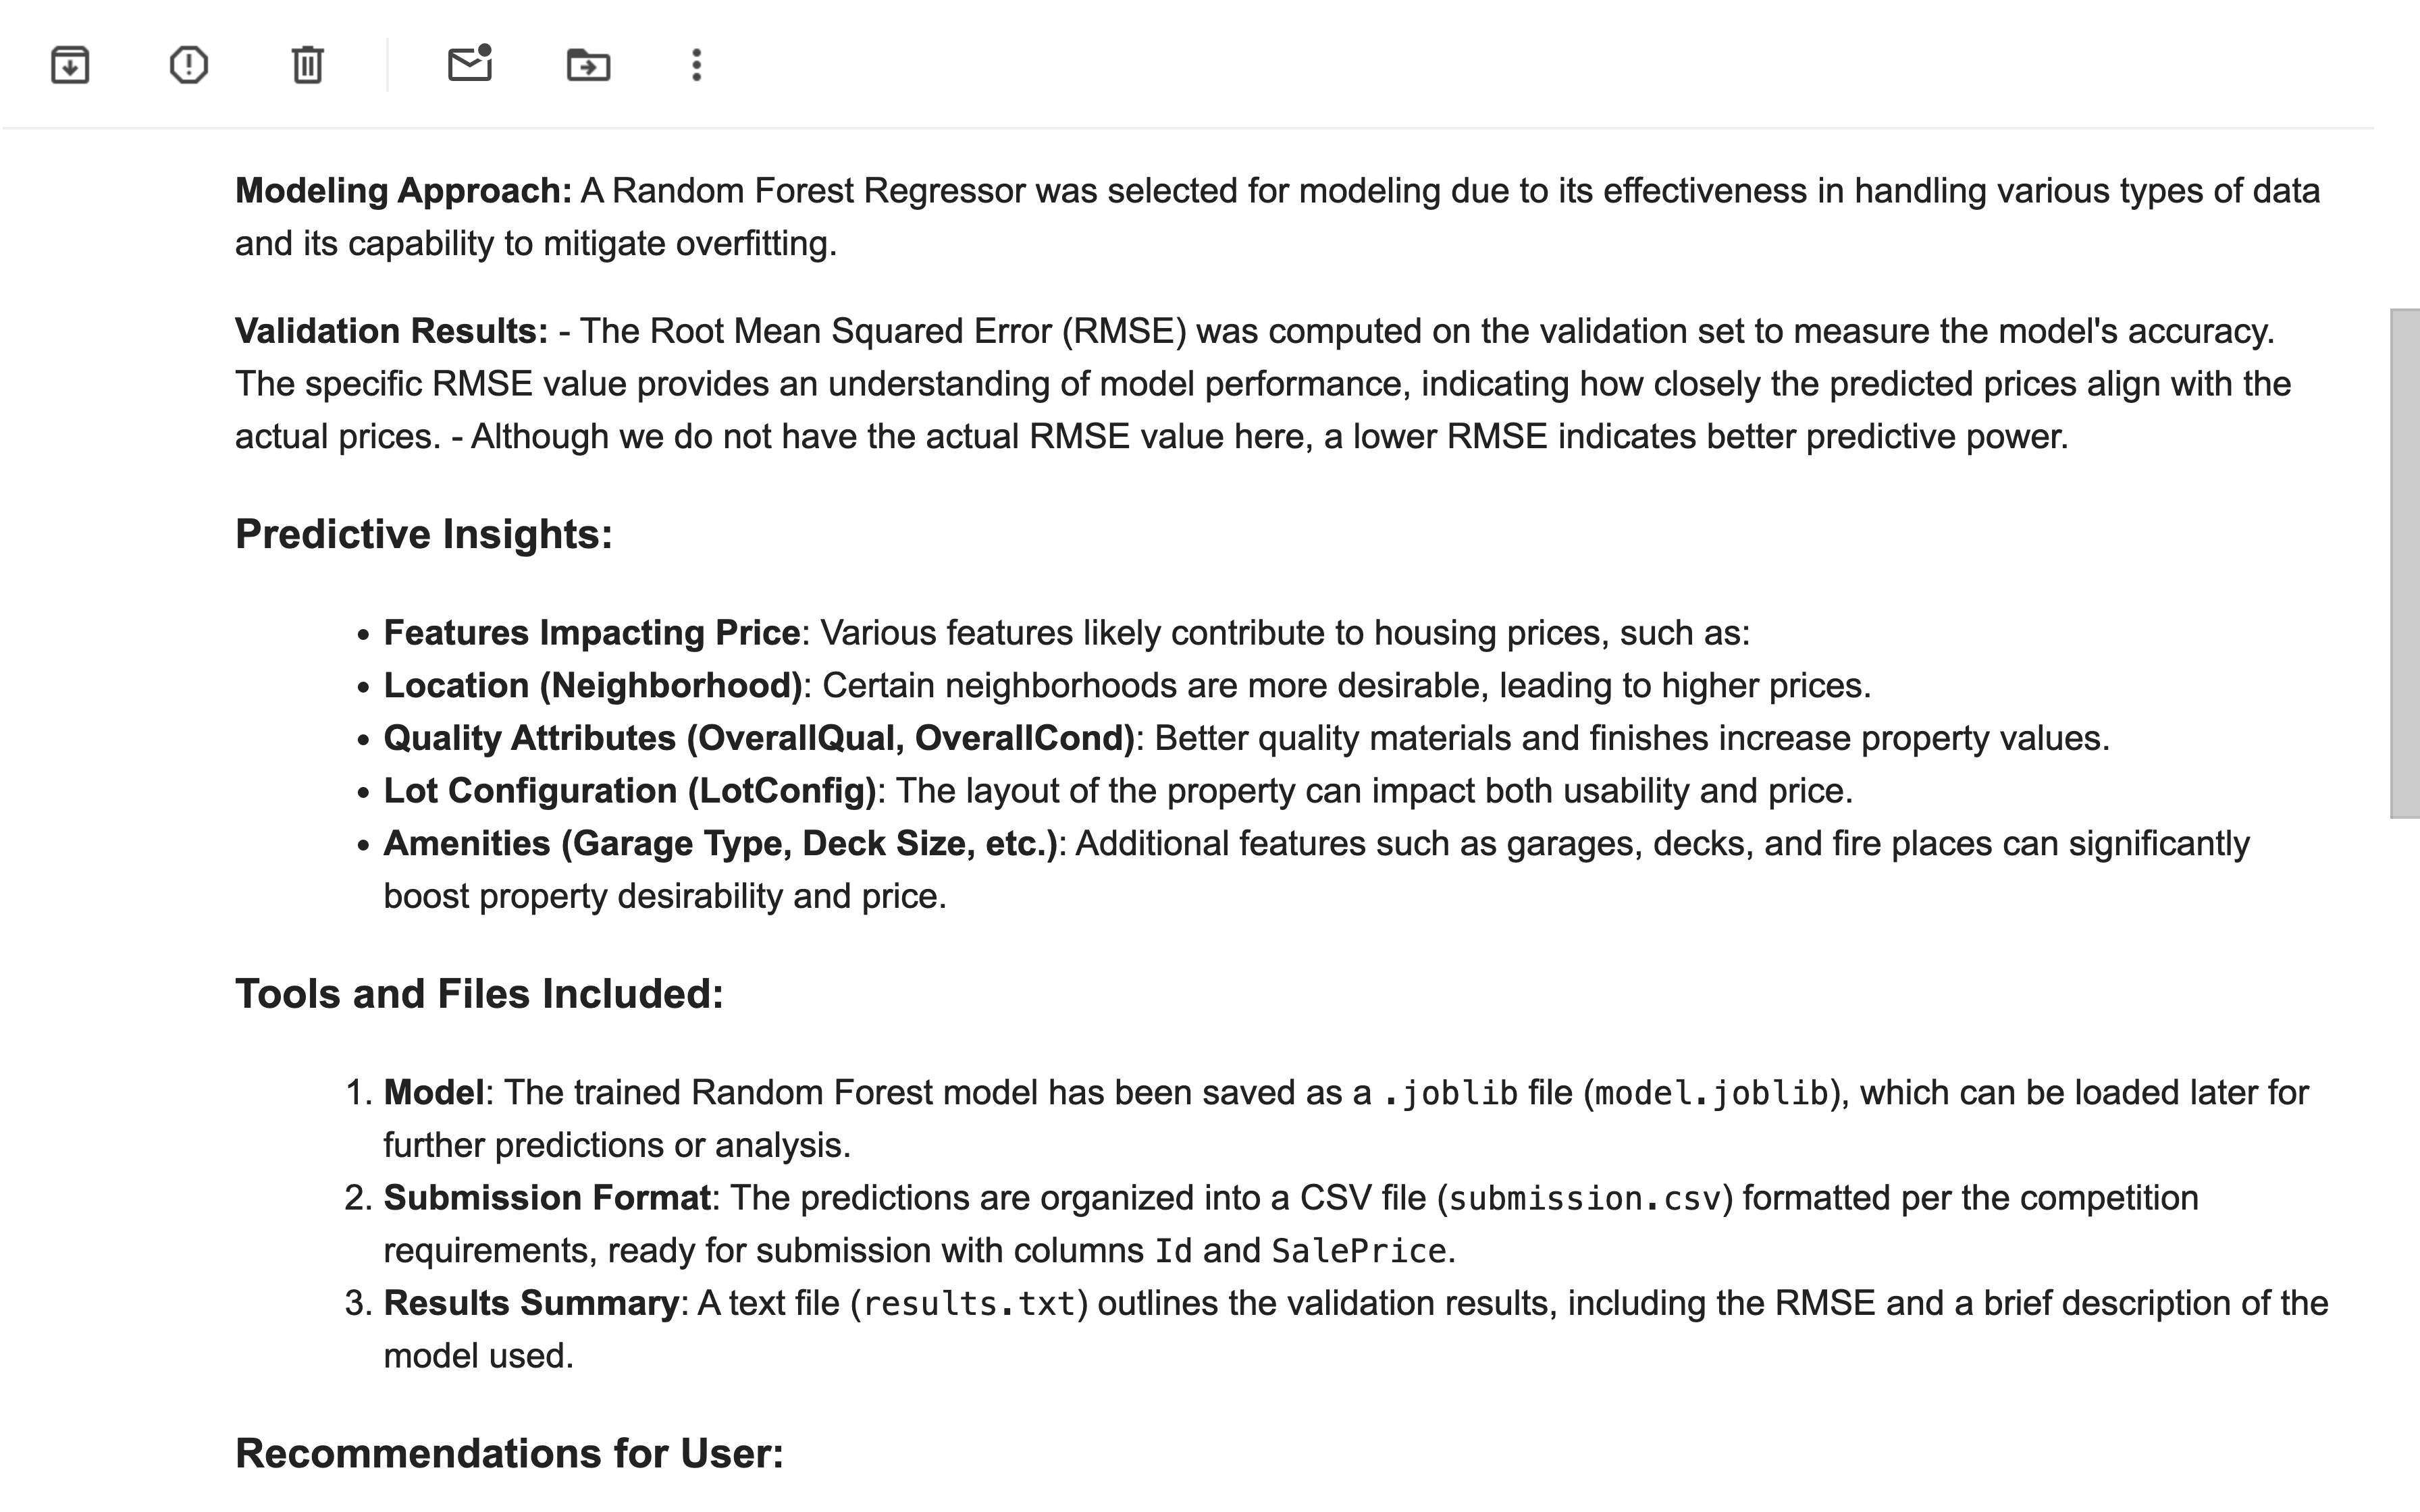 Modeling Approach: A Random Forest Regressor was selected for modeling due to its effectiveness in handling various types of data
and its capability to mitigate overfitting.
Validation Results: - The Root Mean Squared Error (RMSE) was computed on the validation set to measure the model's accuracy.
The specific RMSE value provides an understanding of model performance, indicating how closely the predicted prices align with the
actual prices. - Although we do not have the actual RMSE value here, a lower RMSE indicates better predictive power.
Predictive Insights:
• Features Impacting Price: Various features likely contribute to housing prices, such as:
• Location (Neighborhood): Certain neighborhoods are more desirable, leading to higher prices.
• Quality Attributes (OverallQual, OverallCond): Better quality materials and finishes increase property values.
• Lot Configuration (LotConfig): The layout of the property can impact both usability and price.
• Amenities (Garage Type, Deck Size, etc.): Additional features such as garages, decks, and fire places can significantly
boost property desirability and price.
Tools and Files Included:
1. Model: The trained Random Forest model has been saved as a .joblib file (model.joblib), which can be loaded later for
further predictions or analysis.
2. Submission Format: The predictions are organized into a CSV file (submission.csv) formatted per the competition
requirements, ready for submission with columns Id and SalePrice.
3. Results Summary: A text file (results.txt) outlines the validation results, including the RMSE and a brief description of the
model used.
Recommendations for User: